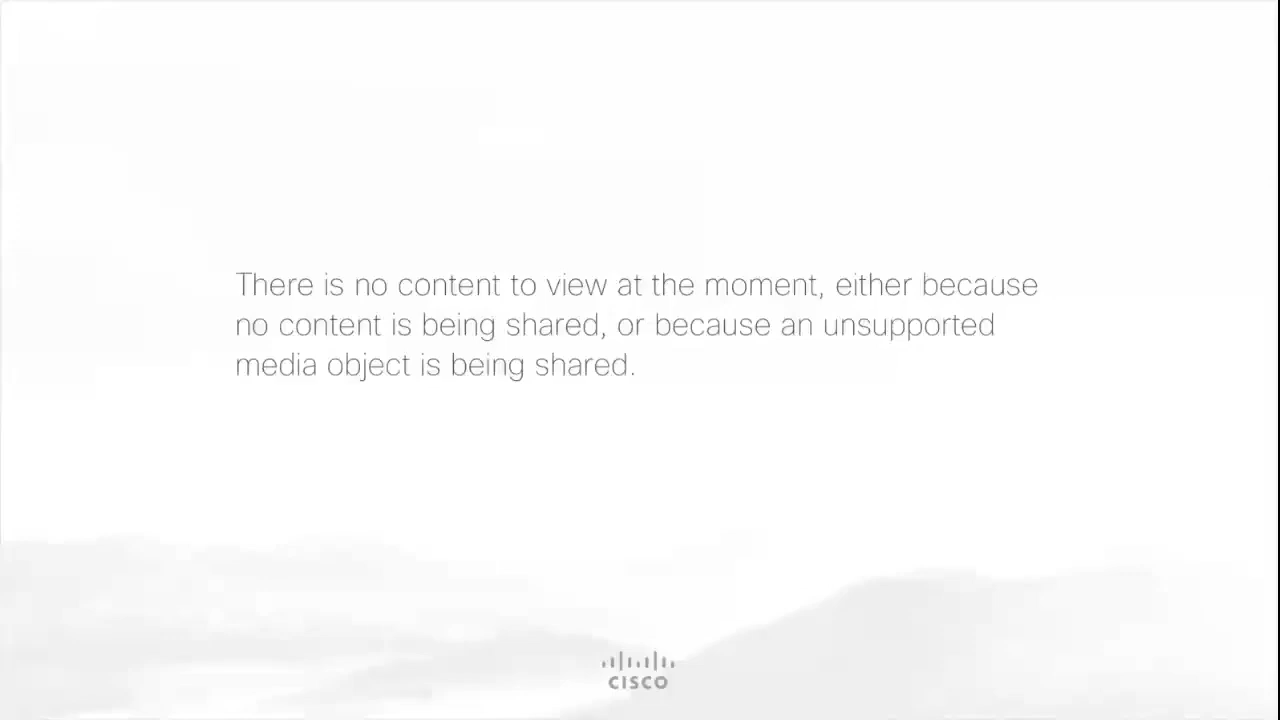 There is no content to view at the moment, either because
no content is being shared, or because an unsupported
media object is being shared.
CISCO